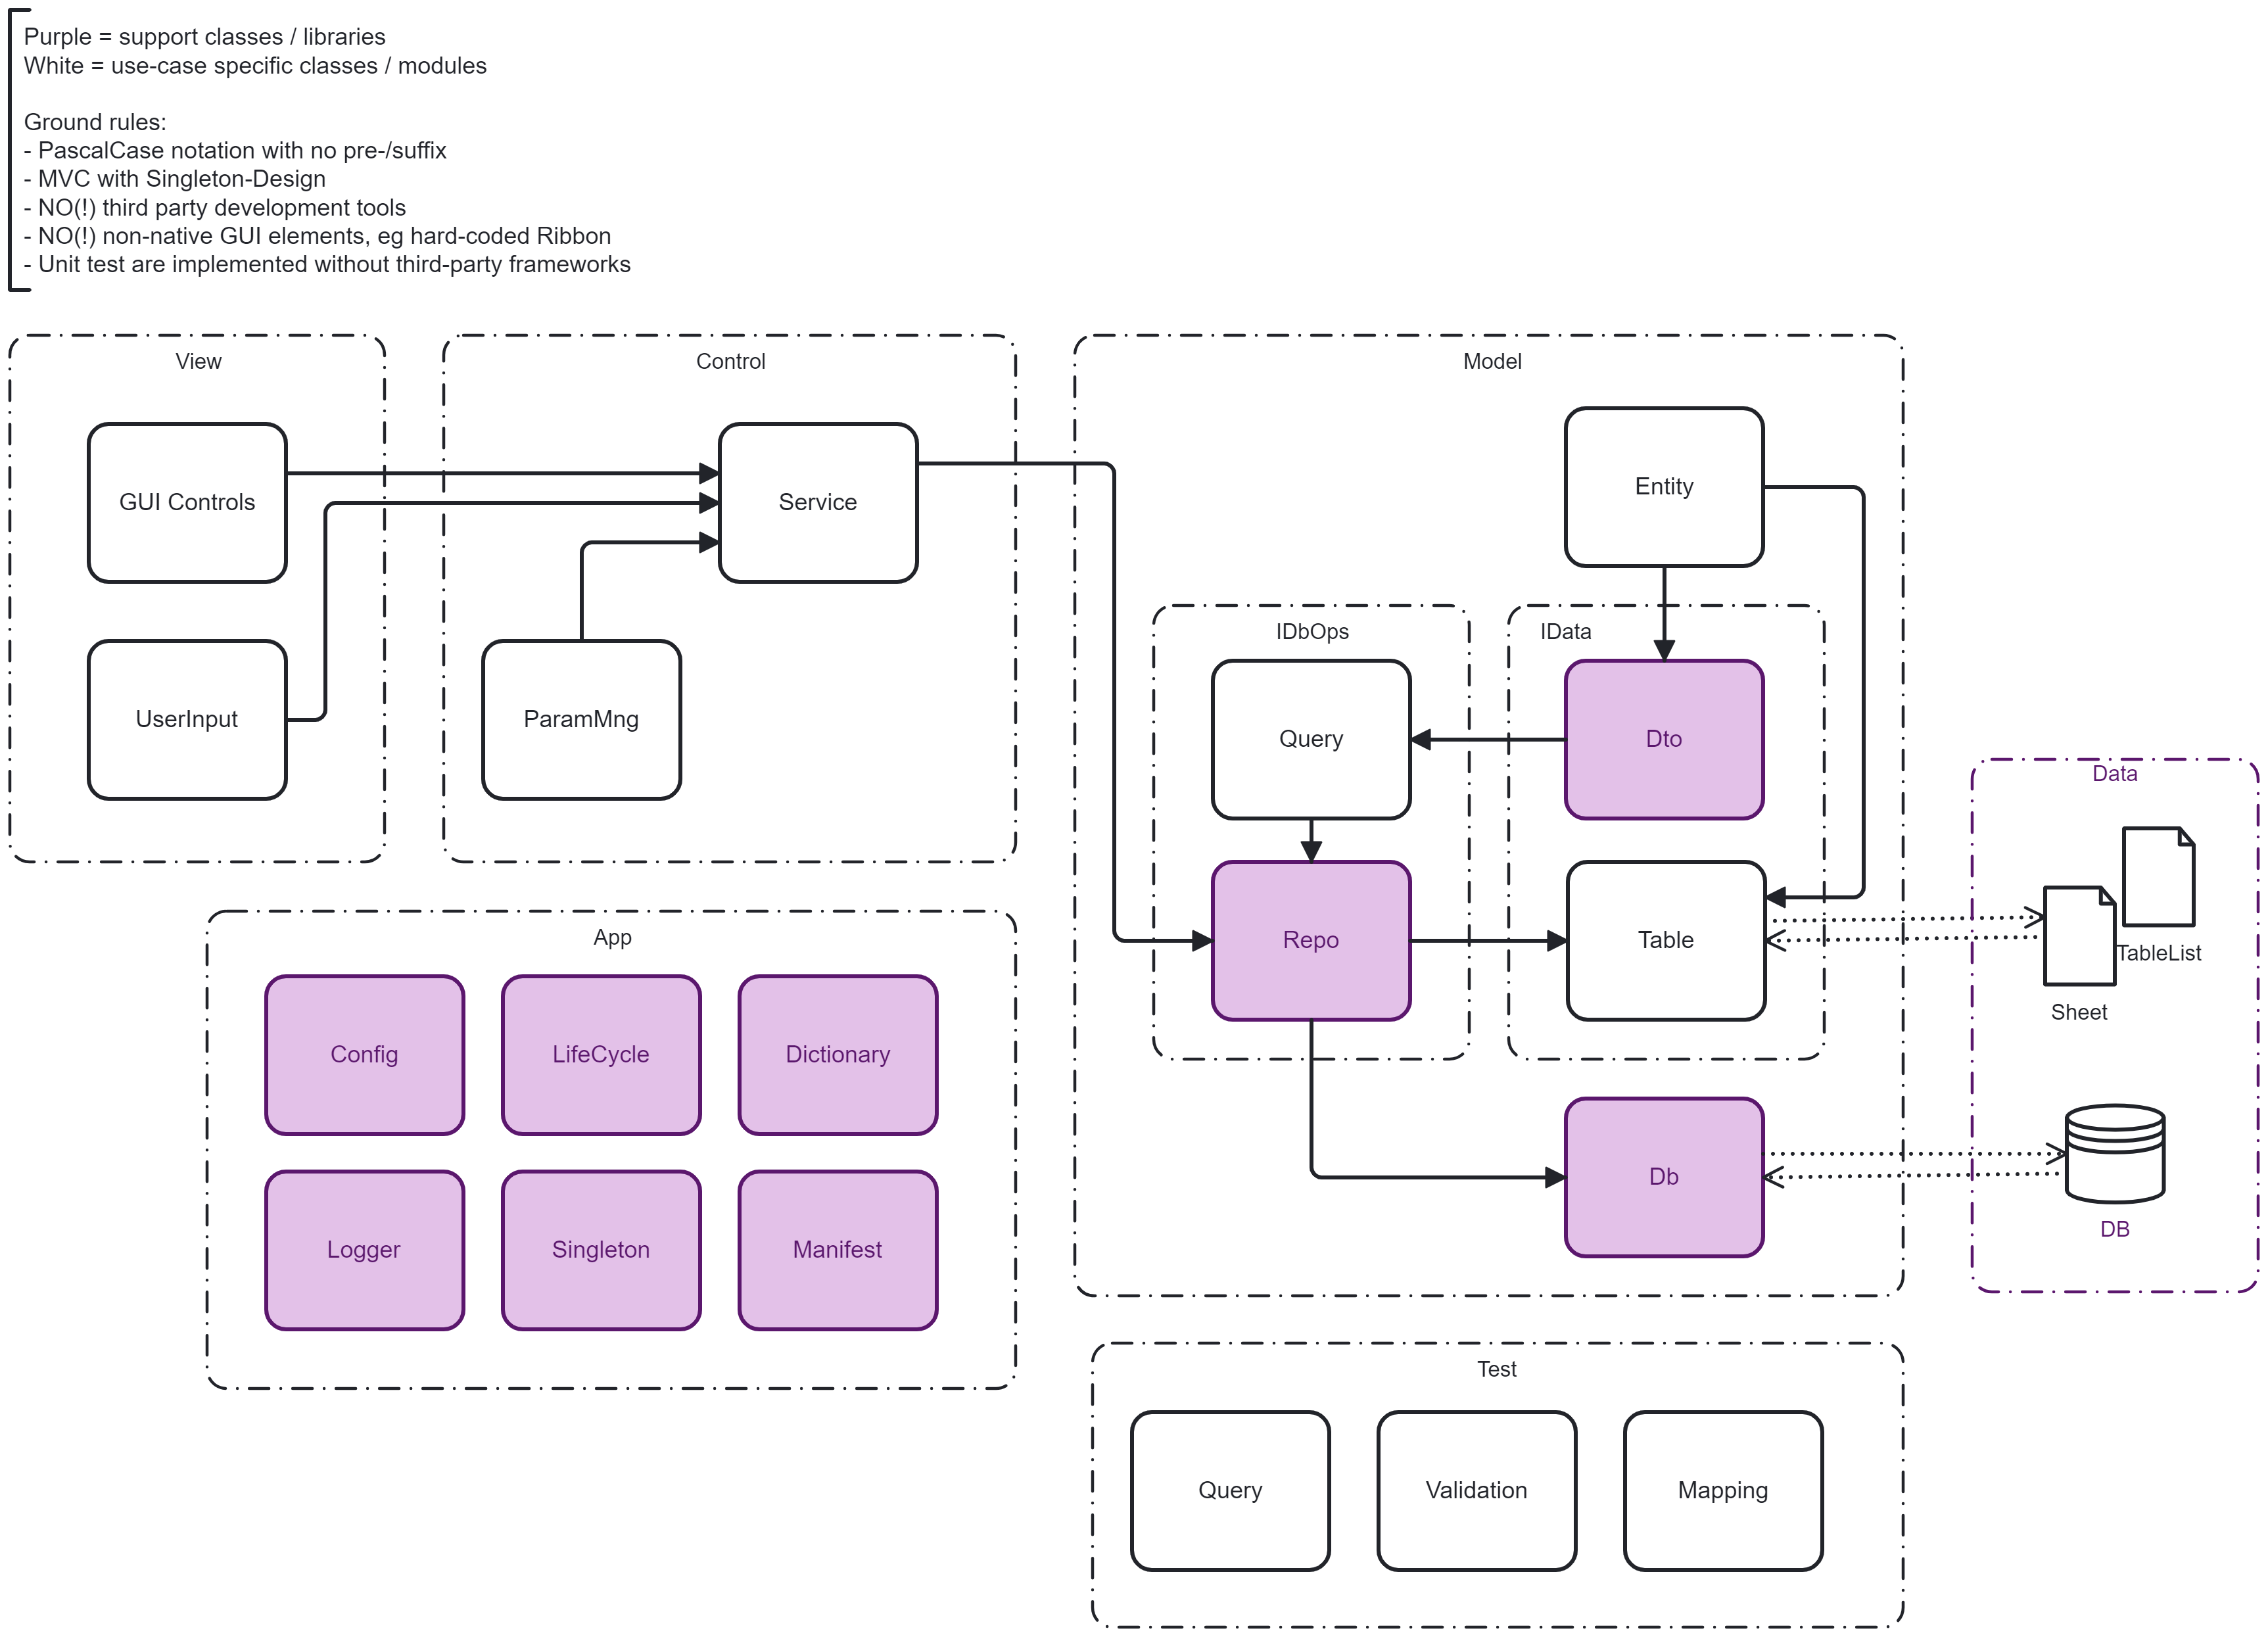 Purple = support classes / libraries
White = use-case specific classes / modules
Ground rules:
- PascalCase notation with no pre-/suffix
- MVC with Singleton-Design
- NO(!) third party development tools
- NO(!) non-native GUI elements, eg hard-coded Ribbon
- Unit test are implemented without third-party frameworks
View
GUI Controls
UserInput
Control
Service
ParamMng
Model
Entity
IDbOps
Query
Repo
IData
Dto
Table
Db
Data
TableList
Sheet
DB
App
Config
LifeCycle
Dictionary
Logger
Singleton
Manifest
Test
Query
Validation
Mapping